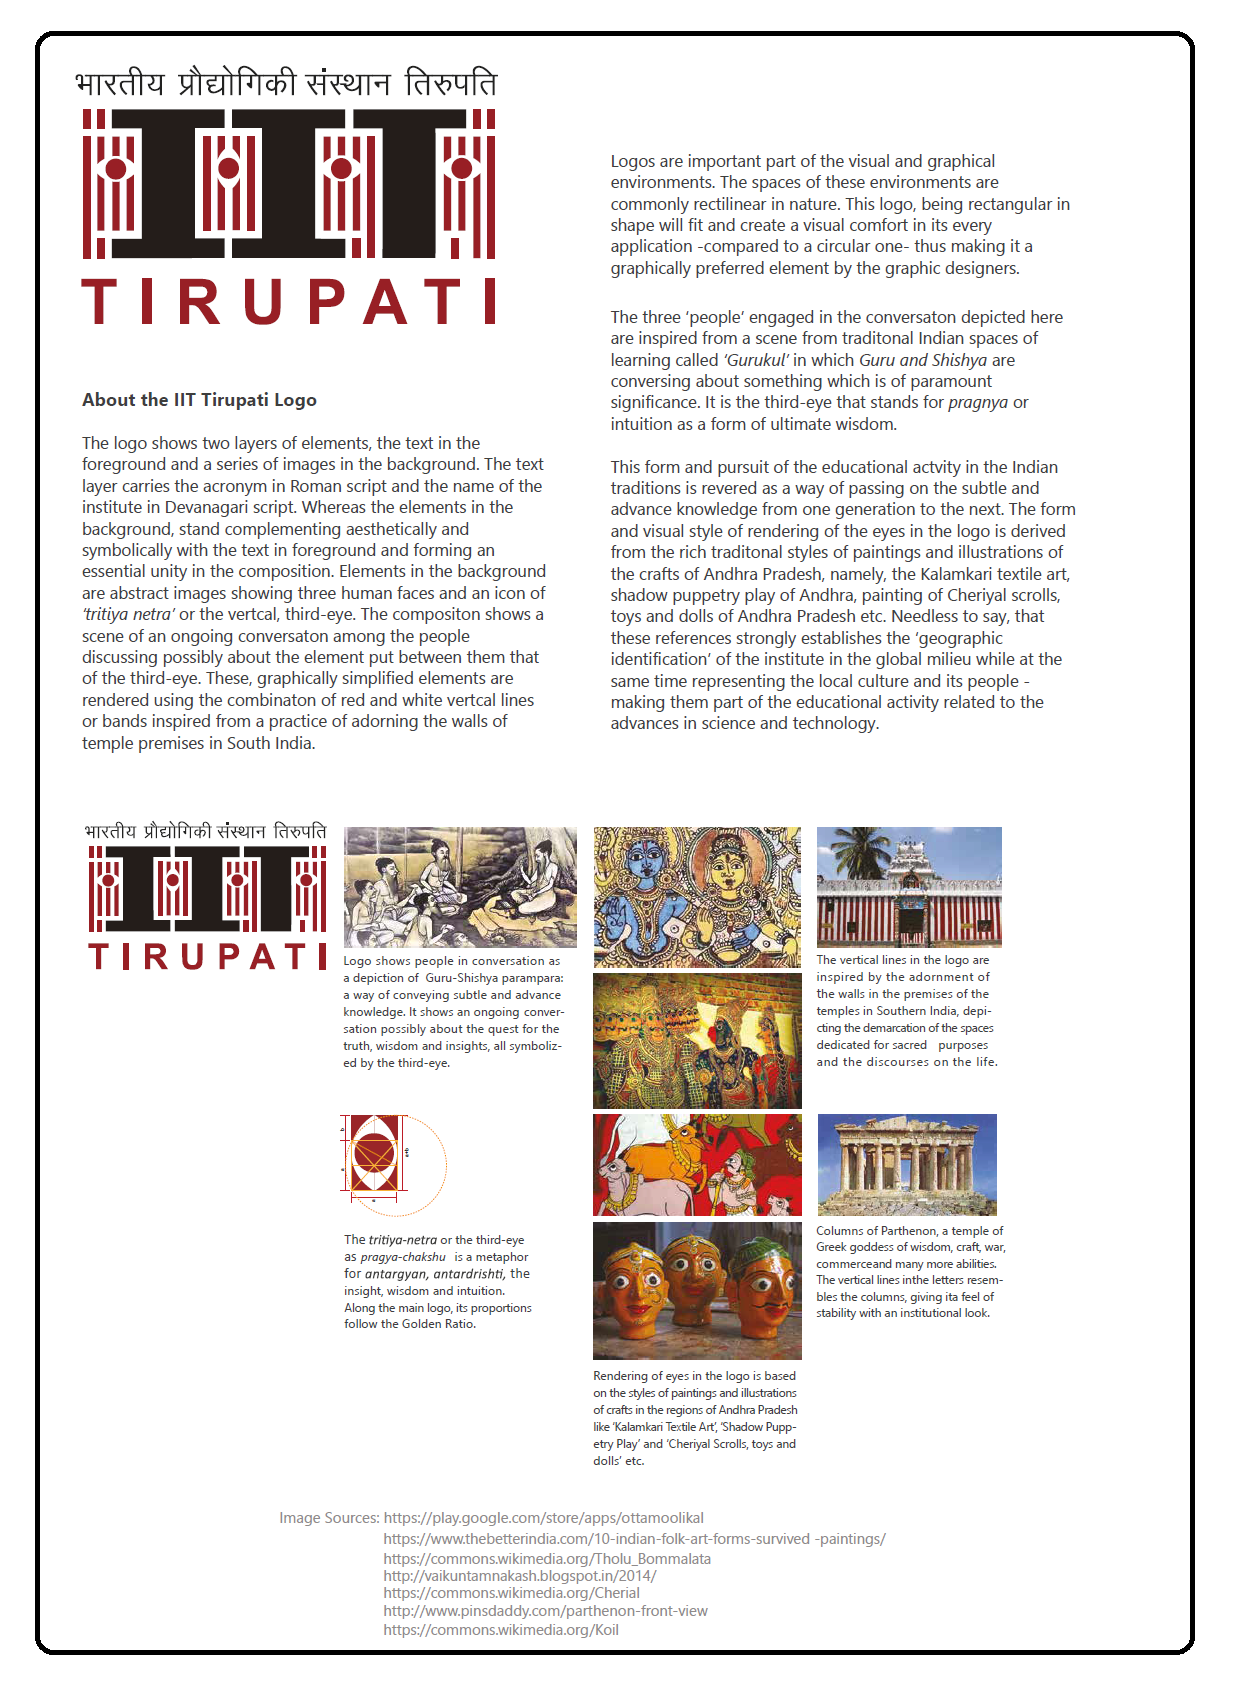 भारतीय प्रौद्योगिकी संस्थान तिरुपति
IIT
TIRUPATI
About the IIT Tirupati Logo
The logo shows two layers of elements, the text in the
foreground and a series of images in the background. The text
layer carries the acronym in Roman script and the name of the
institute in Devanagari script. Whereas the elements in the
background, stand complementing aesthetically and
symbolically with the text in foreground and forming an
essential unity in the composition. Elements in the background
are abstract images showing three human faces and an icon of
‘tritiya netra’ or the vertcal, third-eye. The compositon shows a
scene of an ongoing conversaton among the people
discussing possibly about the element put between them that
of the third-eye. These, graphically simplified elements are
rendered using the combinaton of red and white vertcal lines
or bands inspired from a practice of adorning the walls of
temple premises in South India.
Logos are important part of the visual and graphical
environments. The spaces of these environments are
commonly rectilinear in nature. This logo, being rectangular in
shape will fit and create a visual comfort in its every
application -compared to a circular one- thus making it a
graphically preferred element by the graphic designers.
The three ‘people’ engaged in the conversaton depicted here
are inspired from a scene from traditonal Indian spaces of
learning called ‘Gurukul’ in which Guru and Shishya are
conversing about something which is of paramount
significance. It is the third-eye that stands for pragnya or
intuition as a form of ultimate wisdom.
This form and pursuit of the educational actvity in the Indian
traditions is revered as a way of passing on the subtle and
advance knowledge from one generation to the next. The form
and visual style of rendering of the eyes in the logo is derived
from the rich traditonal styles of paintings and illustrations of
the crafts of Andhra Pradesh, namely, the Kalamkari textile art,
shadow puppetry play of Andhra, painting of Cheriyal scrolls,
toys and dolls of Andhra Pradesh etc. Needless to say, that
these references strongly establishes the ‘geographic
identification’ of the institute in the global milieu while at the
same time representing the local culture and its people -
making them part of the educational activity related to the
advances in science and technology.
भारतीय प्रौद्योगिकी संस्थान तिरुपति
IIT
TIRUPATI
Logo shows people in conversation as
a depiction of Guru-Shishya parampara:
a way of conveying subtle and advance
knowledge. It shows an ongoing conver-
sation possibly about the quest for the
truth, wisdom and insights, all symboliz-
ed by the third-eye.
b
a
a+b
a
The tritiya-netra or the third-eye
as pragya-chakshu is a metaphor
for antargyan, antardrishti, the
insight, wisdom and intuition.
Along the main logo, its proportions
follow the Golden Ratio.
Rendering of eyes in the logo is based
on the styles of paintings and illustrations
of crafts in the regions of Andhra Pradesh
like ‘Kalamkari Textile Art’, ‘Shadow Pupp-
etry Play’ and ‘Cheriyal Scrolls, toys and
dolls’ etc.
The vertical lines in the logo are
inspired by the adornment of
the walls in the premises of the
temples in Southern India, depi-
cting the demarcation of the spaces
dedicated for sacred purposes
and the discourses on the life.
Columns of Parthenon, a temple of
Greek goddess of wisdom, craft, war,
commerceand many more abilities.
The vertical lines inthe letters resem-
bles the columns, giving ita feel of
stability with an institutional look.
Image Sources: https://play.google.com/store/apps/ottamoolikal
https://www.thebetterindia.com/10-indian-folk-art-forms-survived -paintings/
https://commons.wikimedia.org/Tholu_Bommalata
http://vaikuntamnakash.blogspot.in/2014/
https://commons.wikimedia.org/Cherial
http://www.pinsdaddy.com/parthenon-front-view
https://commons.wikimedia.org/Koil